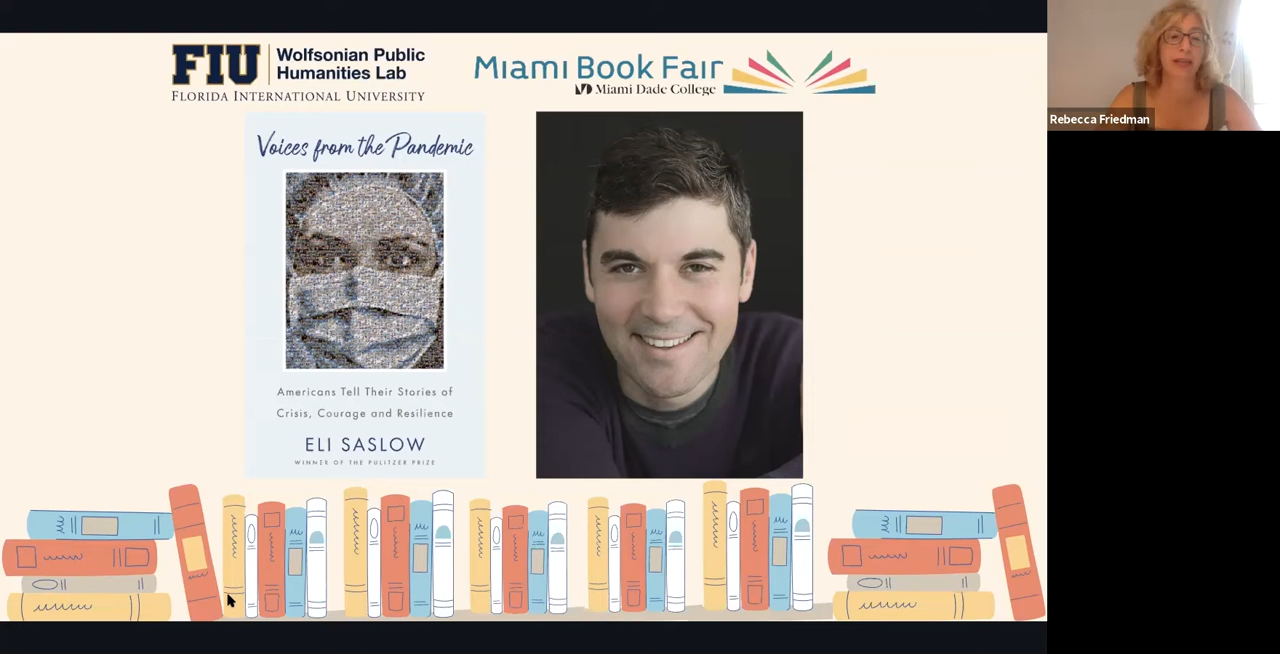 FIU
Wolfsonian Public
Humanities Lab
FLORIDA INTERNATIONAL UNIVERSITY
Miami Book Fair
MD Miami Dade College
Rebecca Friedman
Voices from the Pandemic
Americans Tell Their Stories of
Crisis, Courage and Resilience
ELI SASLOW
WINNER OF THE PULITZER PRIZE